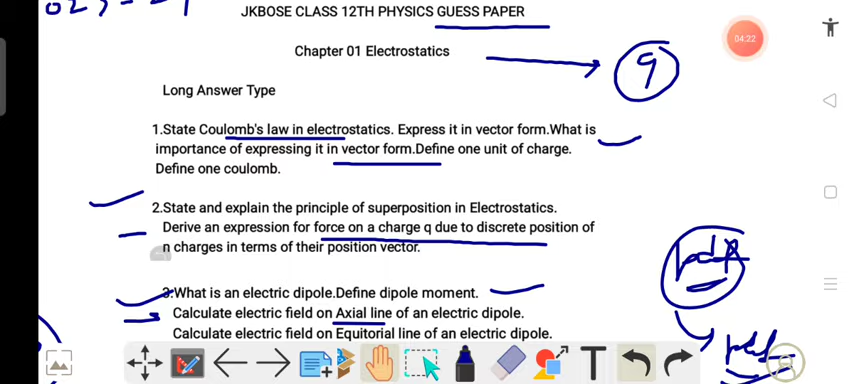 JKBOSE CLASS 12TH PHYSICS GUESS PAPER
04:22
Chapter 01 Electrostatics
9
Long Answer Type
1.State Coulomb's law in electrostatics. Express it in vector form.What is
importance of expressing it in vector form.Define one unit of charge.
Define one coulomb.
2.State and explain the principle of superposition in Electrostatics.
Derive an expression for force on a charge q due to discrete position of
n charges in terms of their position vector.
3.What is an electric dipole.Define dipole moment.
Calculate electric field on Axial line of an electric dipole.
Calculate electric field on Equitorial line of an electric dipole.
T